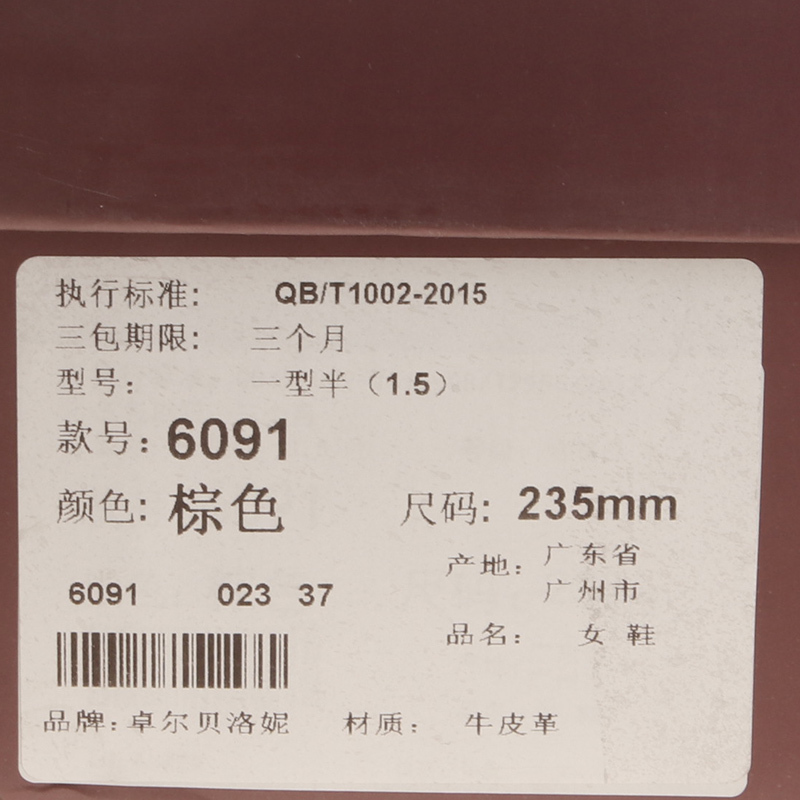 执行标准: QB/T1002-2015
三包期限: 三个月
型号: 一型半（1.5）
款号: 6091
颜色: 棕色 尺码: 235mm
产地: 广东省
广州市
6091 023 37
品名: 女 鞋
品牌: 卓尔贝洛妮 材质: 牛皮革